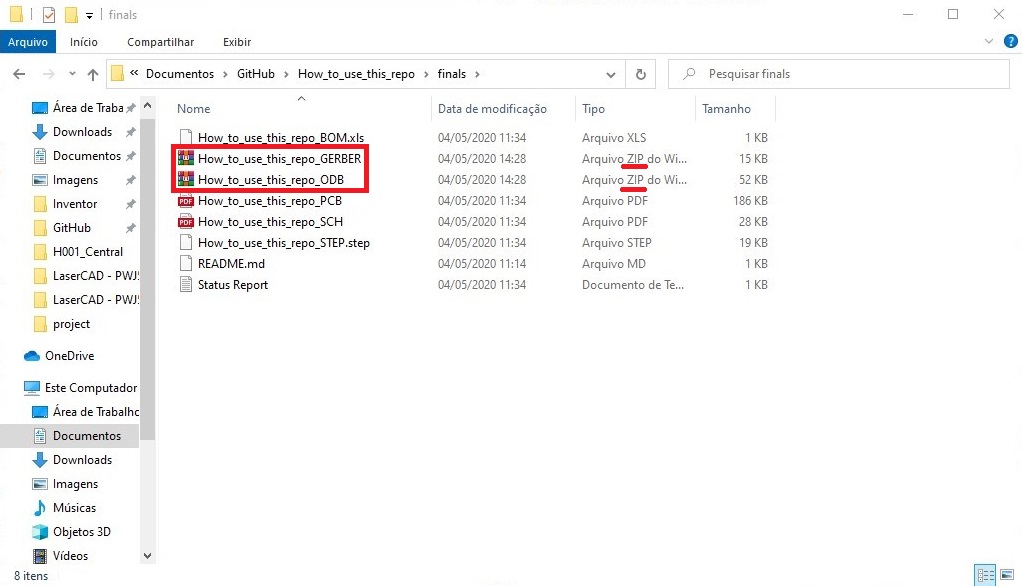 finals
Arquivo Início Compartilhar Exibir
« Documentos > GitHub > How_to_use_this_repo > finals > Pesquisar finals
Nome Data de modificação Tipo Tamanho
How_to_use_this_repo_BOM.xls 04/05/2020 11:34 Arquivo XLS 1 KB
How_to_use_this_repo_GERBER 04/05/2020 14:28 Arquivo ZIP do Wi... 15 KB
How_to_use_this_repo_ODB 04/05/2020 14:28 Arquivo ZIP do Wi... 52 KB
How_to_use_this_repo_PCB 04/05/2020 11:34 Arquivo PDF 186 KB
How_to_use_this_repo_SCH 04/05/2020 11:34 Arquivo PDF 28 KB
How_to_use_this_repo_STEP.step 04/05/2020 11:34 Arquivo STEP 19 KB
README.md 04/05/2020 11:14 Arquivo MD 1 KB
Status Report 04/05/2020 11:34 Documento de Te... 1 KB
Área de Traba
Downloads
Documentos
Imagens
Inventor
GitHub
H001_Central
LaserCAD - PWJ
LaserCAD - PWJ
project
OneDrive
Este Computador
Área de Trabalho
Documentos
Downloads
Imagens
Músicas
Objetos 3D
Vídeos
8 itens